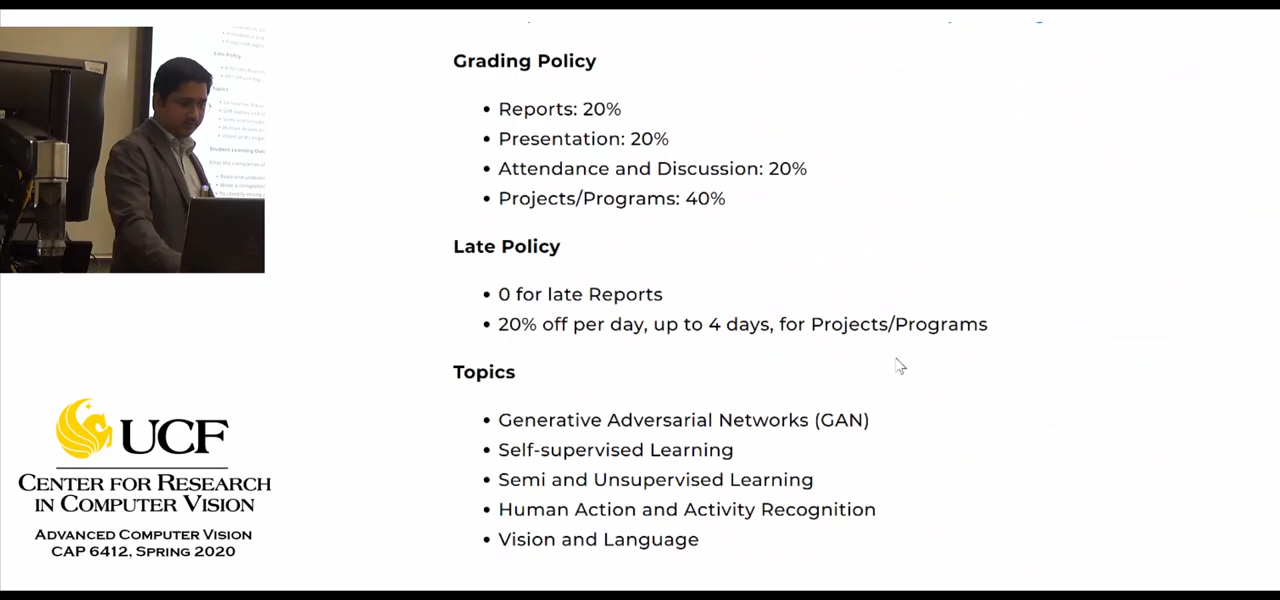 Grading Policy
• Reports: 20%
• Presentation: 20%
• Attendance and Discussion: 20%
• Projects/Programs: 40%
Late Policy
• 0 for late Reports
• 20% off per day, up to 4 days, for Projects/Programs
Topics
• Generative Adversarial Networks (GAN)
• Self-supervised Learning
• Semi and Unsupervised Learning
• Human Action and Activity Recognition
• Vision and Language
Late Policy
Topics
UCF
CENTER FOR RESEARCH
IN COMPUTER VISION
ADVANCED COMPUTER VISION
CAP 6412, SPRING 2020